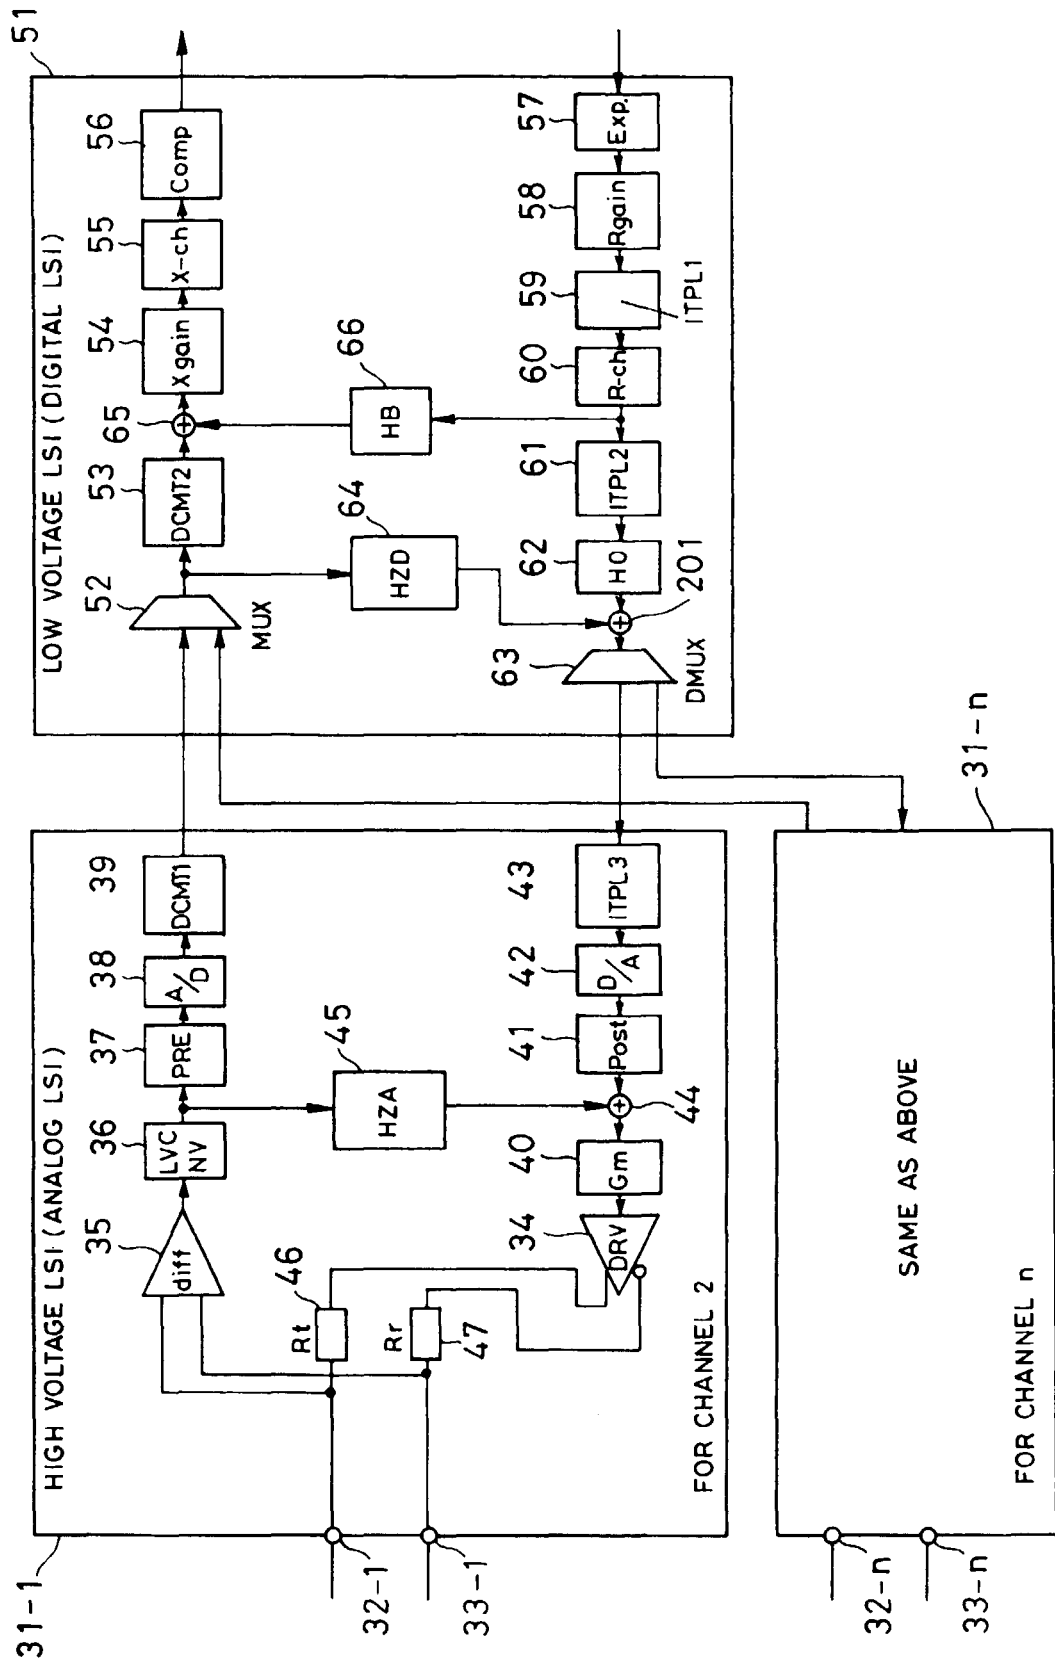 31-1
HIGH VOLTAGE LSI (ANALOG LSI)
35
diff
36
LVC
NV
37
PRE
38
A/D
39
DCMT1
45
HZA
Rt
46
Rr
47
34
DRV
40
Gm
44
41
Post
42
D/A
43
ITPL3
32-1
33-1
FOR CHANNEL 2
51
LOW VOLTAGE LSI (DIGITAL LSI)
52
MUX
53
DCMT2
65
54
Xgain
55
X-ch
56
Comp
64
HZD
66
HB
63
DMUX
201
62
HO
61
ITPL2
60
R-ch
59
ITPL1
58
Rgain
57
Exp.
31-n
SAME AS ABOVE
32-n
33-n
FOR CHANNEL n